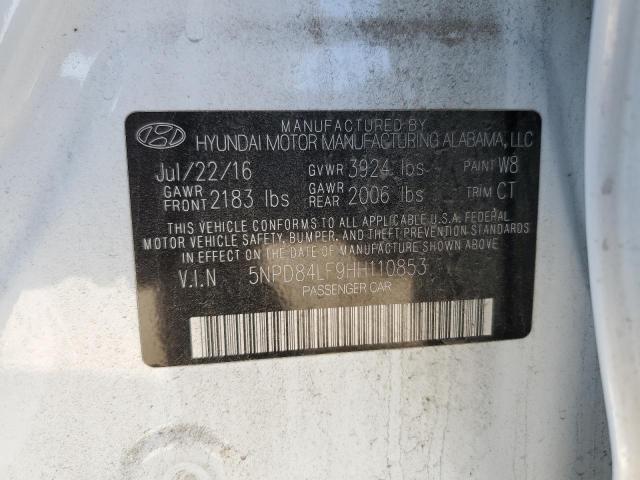 MANUFACTURED BY
HYUNDAI MOTOR MANUFACTURING ALABAMA, LLC
Jul/22/16 GVWR 3924 lbs PAINT W8
GAWR FRONT 2183 lbs GAWR REAR 2006 lbs TRIM CT
THIS VEHICLE CONFORMS TO ALL APPLICABLE U.S.A. FEDERAL
MOTOR VEHICLE SAFETY, BUMPER, AND THEFT PREVENTION
STANDARDS IN EFFECT ON THE DATE OF MANUFACTURE SHOWN ABOVE.
V.I.N 5NPD84LF9HH110853
PASSENGER CAR